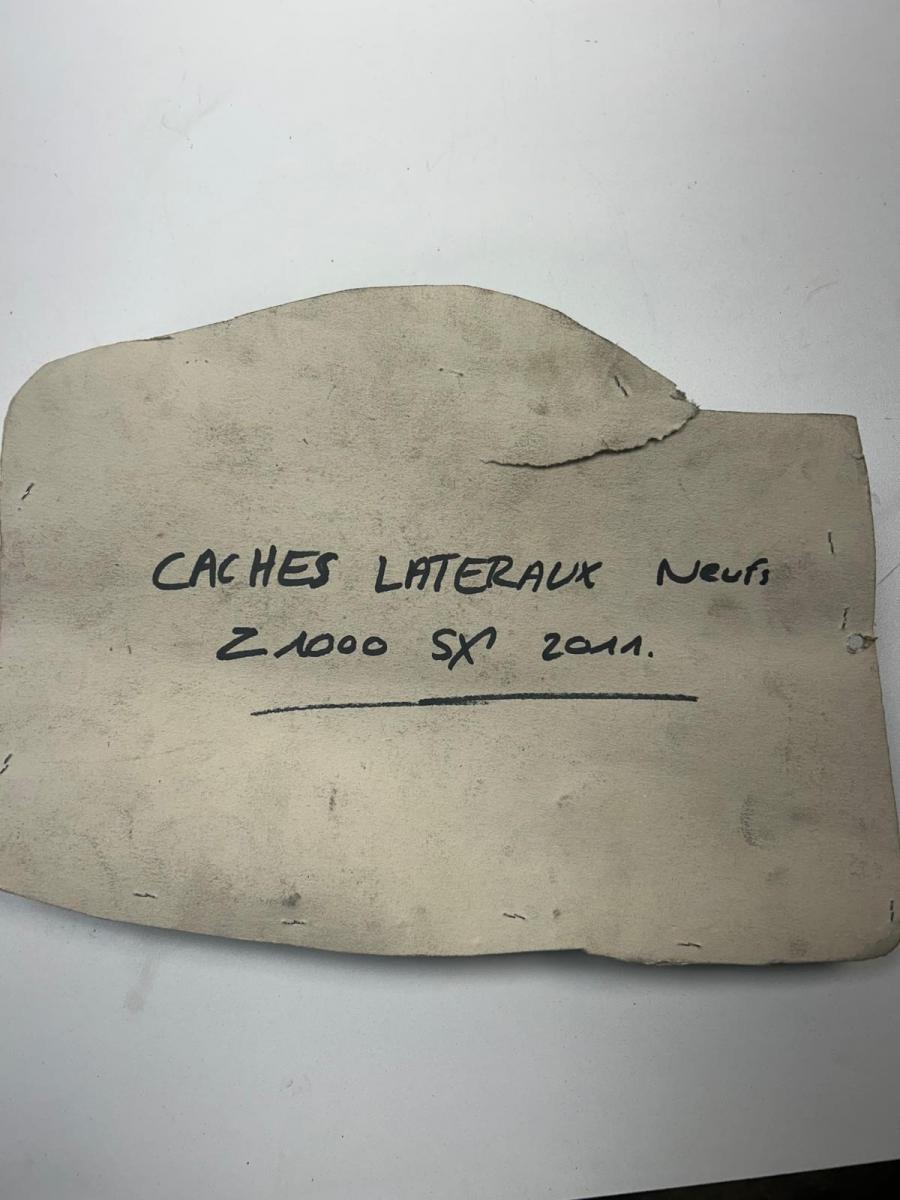 CACHES LATERAUX Neufs
Z1000 SX 2011.